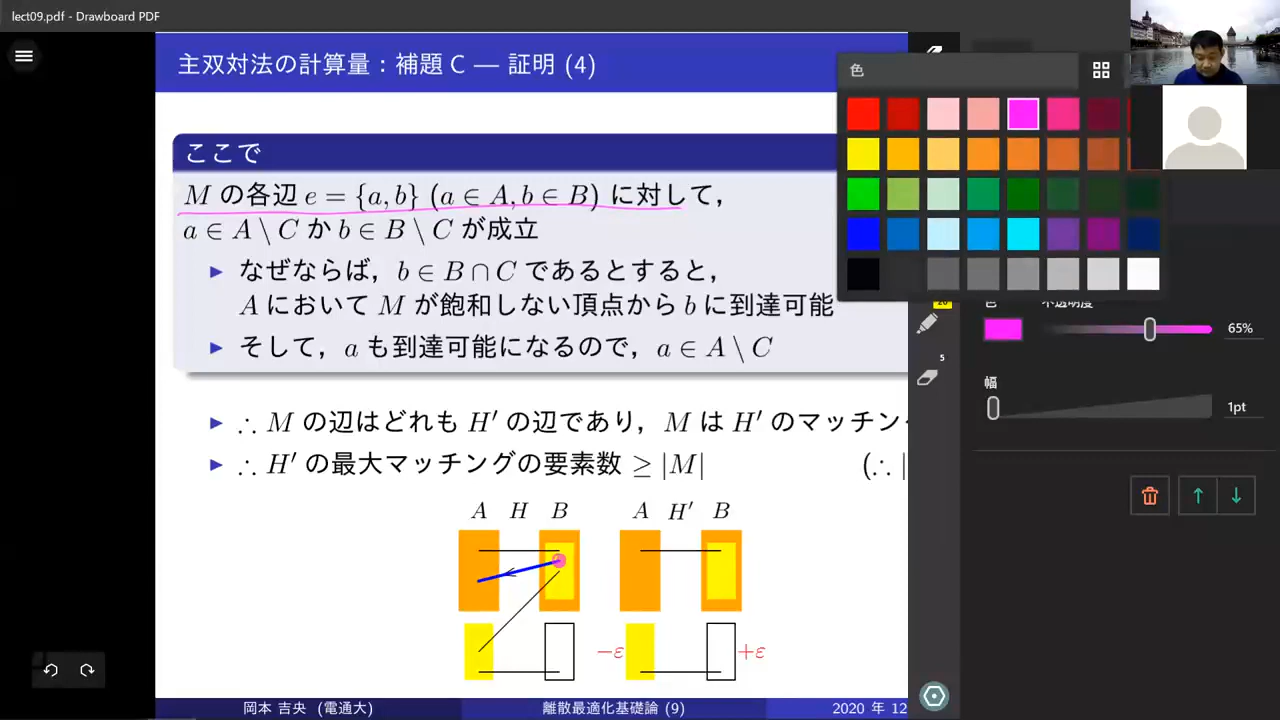 lect09.pdf - Drawboard PDF
主双対法の計算量：補題 C — 証明 (4)
ここで
M の各辺 e = {a, b} (a ∈ A, b ∈ B) に対して,
a ∈ A \ C か b ∈ B \ C が成立
なぜならば, b ∈ B ∩ C であるとすると,
A において M が飽和しない頂点から b に到達可能
そして, a も到達可能になるので, a ∈ A \ C
∴ M の辺はどれも H′ の辺であり, M は H′ のマッチン
∴ H′ の最大マッチングの要素数 ≥ |M| (∴ |
A H B A H′ B
−ε +ε
岡本 吉央 (電通大) 離散最適化基礎論 (9) 2020 年 12
色
不透明度
65%
5
幅
1pt